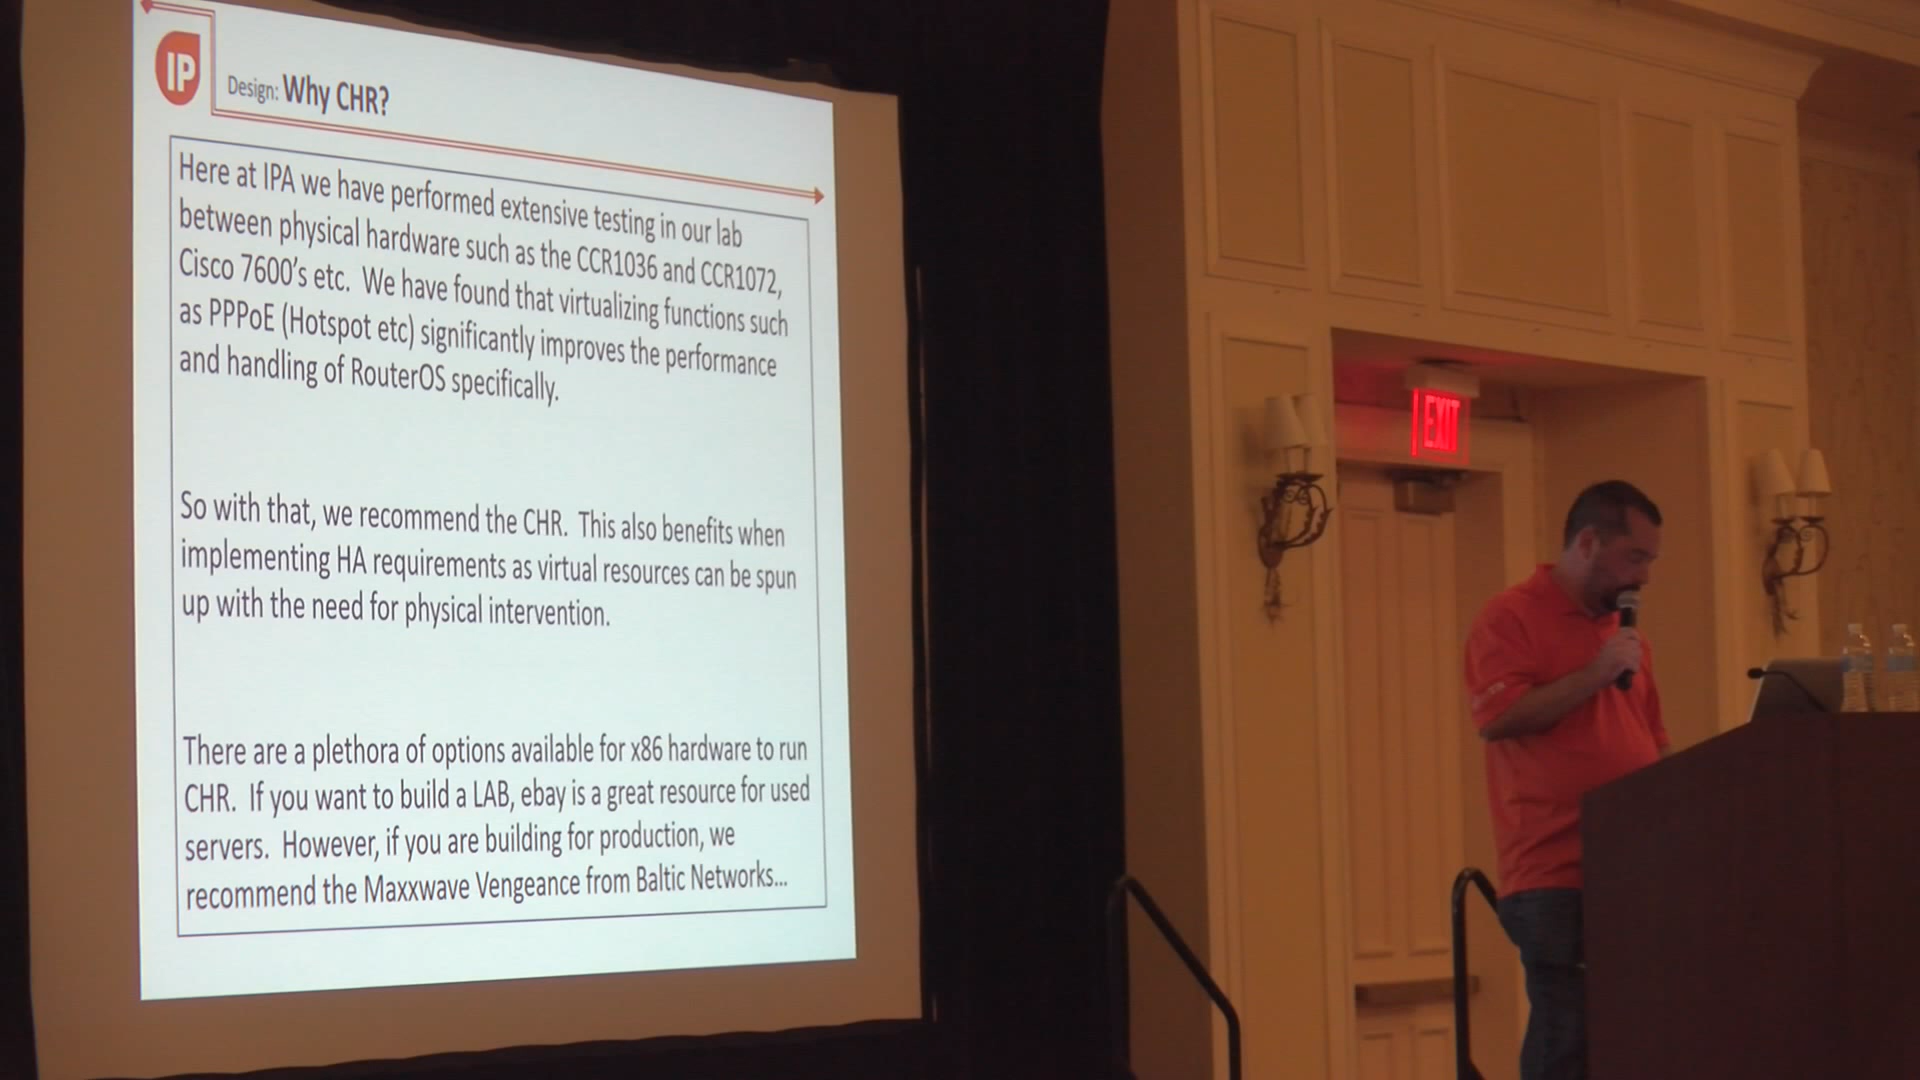 IP
Design: Why CHR?
Here at IPA we have performed extensive testing in our lab
between physical hardware such as the CCR1036 and CCR1072,
Cisco 7600's etc. We have found that virtualizing functions such
as PPPoE (Hotspot etc) significantly improves the performance
and handling of RouterOS specifically.
So with that, we recommend the CHR. This also benefits when
implementing HA requirements as virtual resources can be spun
up with the need for physical intervention.
There are a plethora of options available for x86 hardware to run
CHR. If you want to build a LAB, ebay is a great resource for used
servers. However, if you are building for production, we
recommend the Maxxwave Vengeance from Baltic Networks...
EXIT